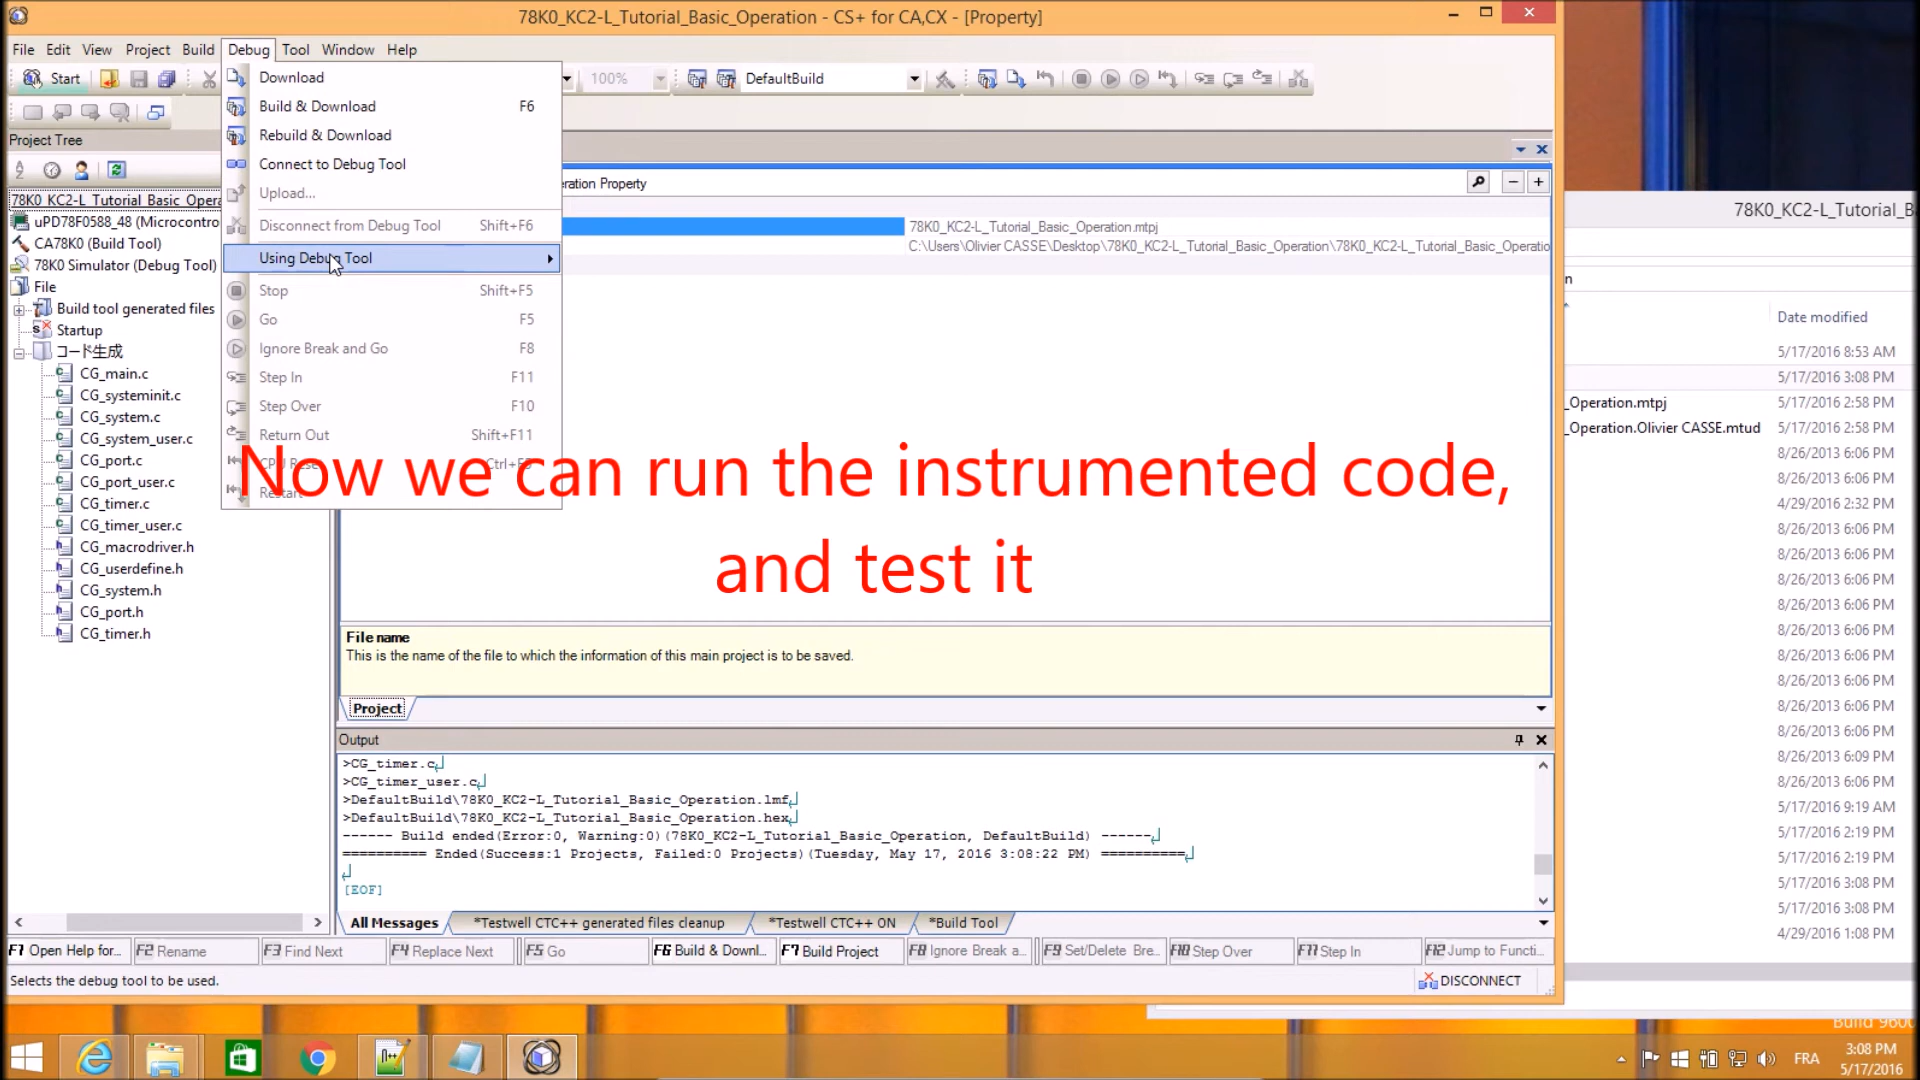 78K0_KC2-L_Tutorial_Basic_Operation - CS+ for CA,CX - [Property]
File Edit View Project Build Debug Tool Window Help
Start
100%
DefaultBuild
Project Tree
78K0_KC2-L_Tutorial_Basic_Opera
uPD78F0588_48 (Microcontro
CA78K0 (Build Tool)
78K0 Simulator (Debug Tool)
File
Build tool generated files
Startup
コード生成
CG_main.c
CG_systeminit.c
CG_system.c
CG_system_user.c
CG_port.c
CG_port_user.c
CG_timer.c
CG_timer_user.c
CG_macrodriver.h
CG_userdefine.h
CG_system.h
CG_port.h
CG_timer.h
Download
Build & Download F6
Rebuild & Download
Connect to Debug Tool
Upload...
Disconnect from Debug Tool Shift+F6
Using Debug Tool
Stop Shift+F5
Go F5
Ignore Break and Go F8
Step In F11
Step Over F10
Return Out Shift+F11
Restart
ration Property
78K0_KC2-L_Tutorial_Basic_Operation.mtpj
C:\Users\Olivier CASSE\Desktop\78K0_KC2-L_Tutorial_Basic_Operation\78K0_KC2-L_Tutorial_Basic_Operatio
Now we can run the instrumented code,
and test it
File name
This is the name of the file to which the information of this main project is to be saved.
Project
Output
>CG_timer.c
>CG_timer_user.c
>DefaultBuild\78K0_KC2-L_Tutorial_Basic_Operation.lmf
>DefaultBuild\78K0_KC2-L_Tutorial_Basic_Operation.hex
------ Build ended(Error:0, Warning:0)(78K0_KC2-L_Tutorial_Basic_Operation, DefaultBuild) ------
========== Ended(Success:1 Projects, Failed:0 Projects)(Tuesday, May 17, 2016 3:08:22 PM) ==========
[EOF]
All Messages *Testwell CTC++ generated files cleanup *Testwell CTC++ ON *Build Tool
F1 Open Help for... F2 Rename F3 Find Next F4 Replace Next F5 Go F6 Build & Downl... F7 Build Project F8 Ignore Break a... F9 Set/Delete Bre... F10 Step Over F11 Step In F12 Jump to Functi...
Selects the debug tool to be used.
DISCONNECT
78K0_KC2-L_Tutorial_B
n
Date modified
5/17/2016 8:53 AM
5/17/2016 3:08 PM
_Operation.mtpj 5/17/2016 2:58 PM
_Operation.Olivier CASSE.mtud 5/17/2016 2:58 PM
8/26/2013 6:06 PM
8/26/2013 6:06 PM
4/29/2016 2:32 PM
8/26/2013 6:06 PM
8/26/2013 6:06 PM
8/26/2013 6:06 PM
8/26/2013 6:06 PM
8/26/2013 6:06 PM
8/26/2013 6:06 PM
8/26/2013 6:06 PM
8/26/2013 6:06 PM
8/26/2013 6:06 PM
8/26/2013 6:09 PM
8/26/2013 6:06 PM
5/17/2016 9:19 AM
5/17/2016 2:19 PM
5/17/2016 2:19 PM
5/17/2016 3:08 PM
5/17/2016 3:08 PM
4/29/2016 1:08 PM
Build 9600
FRA
3:08 PM
5/17/2016